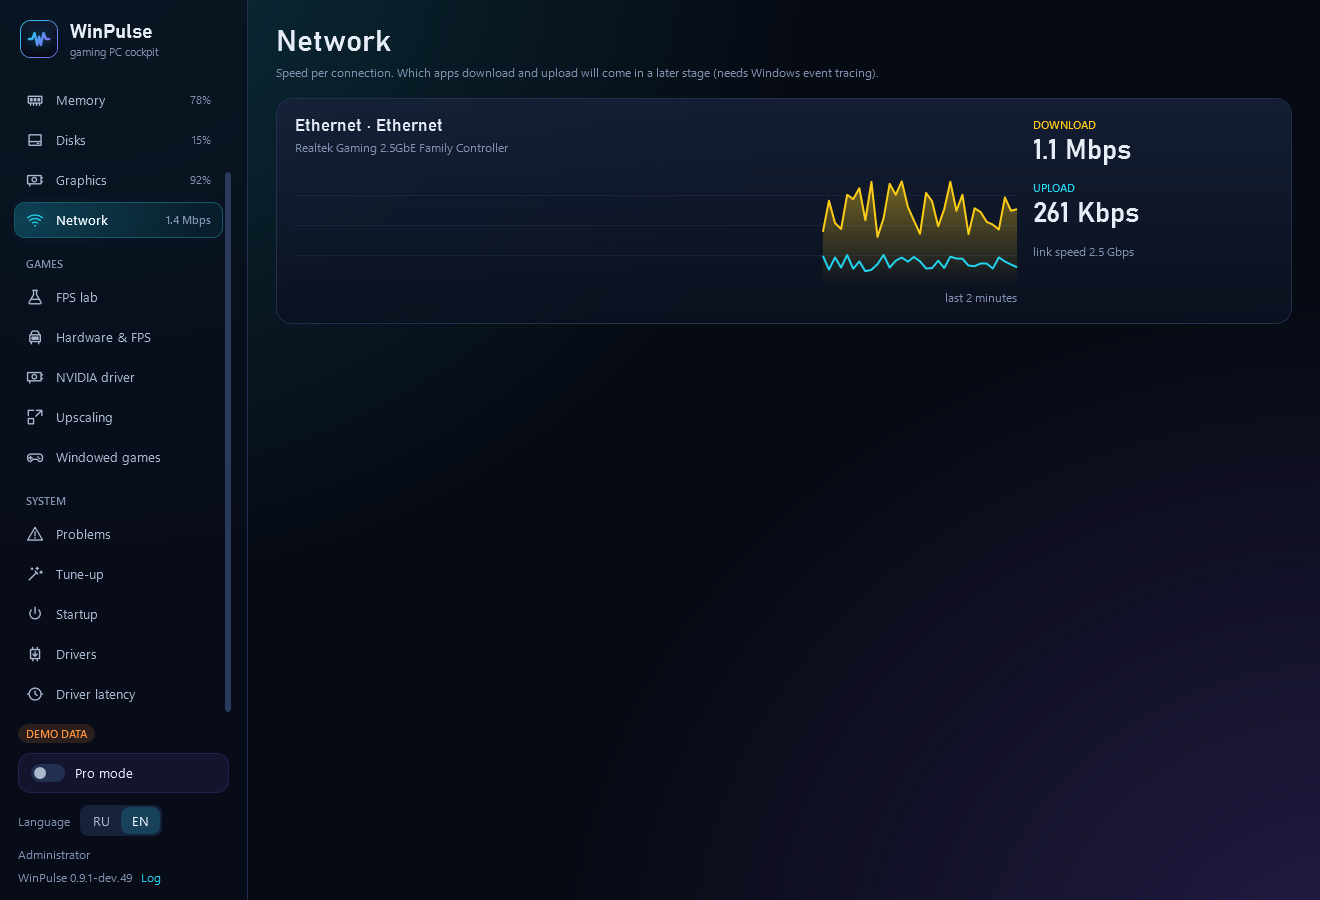 WinPulse
gaming PC cockpit
Memory 78%
Disks 15%
Graphics 92%
Network 1.4 Mbps
GAMES
FPS lab
Hardware & FPS
NVIDIA driver
Upscaling
Windowed games
SYSTEM
Problems
Tune-up
Startup
Drivers
Driver latency
DEMO DATA
Pro mode
Language RU EN
Administrator
WinPulse 0.9.1-dev.49 Log
Network
Speed per connection. Which apps download and upload will come in a later stage (needs Windows event tracing).
Ethernet · Ethernet
Realtek Gaming 2.5GbE Family Controller
last 2 minutes
DOWNLOAD
1.1 Mbps
UPLOAD
261 Kbps
link speed 2.5 Gbps